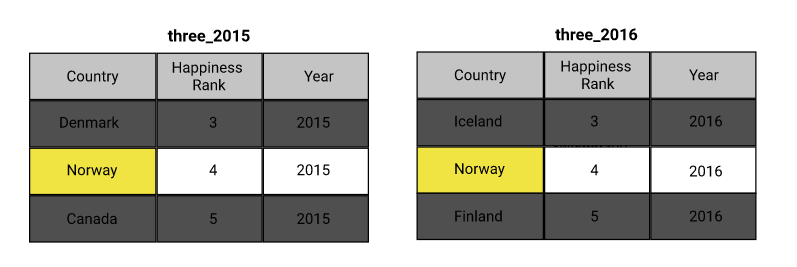 three_2015
Country Happiness Rank Year
Denmark 3 2015
Norway 4 2015
Canada 5 2015
three_2016
Country Happiness Rank Year
Iceland 3 2016
Norway 4 2016
Finland 5 2016